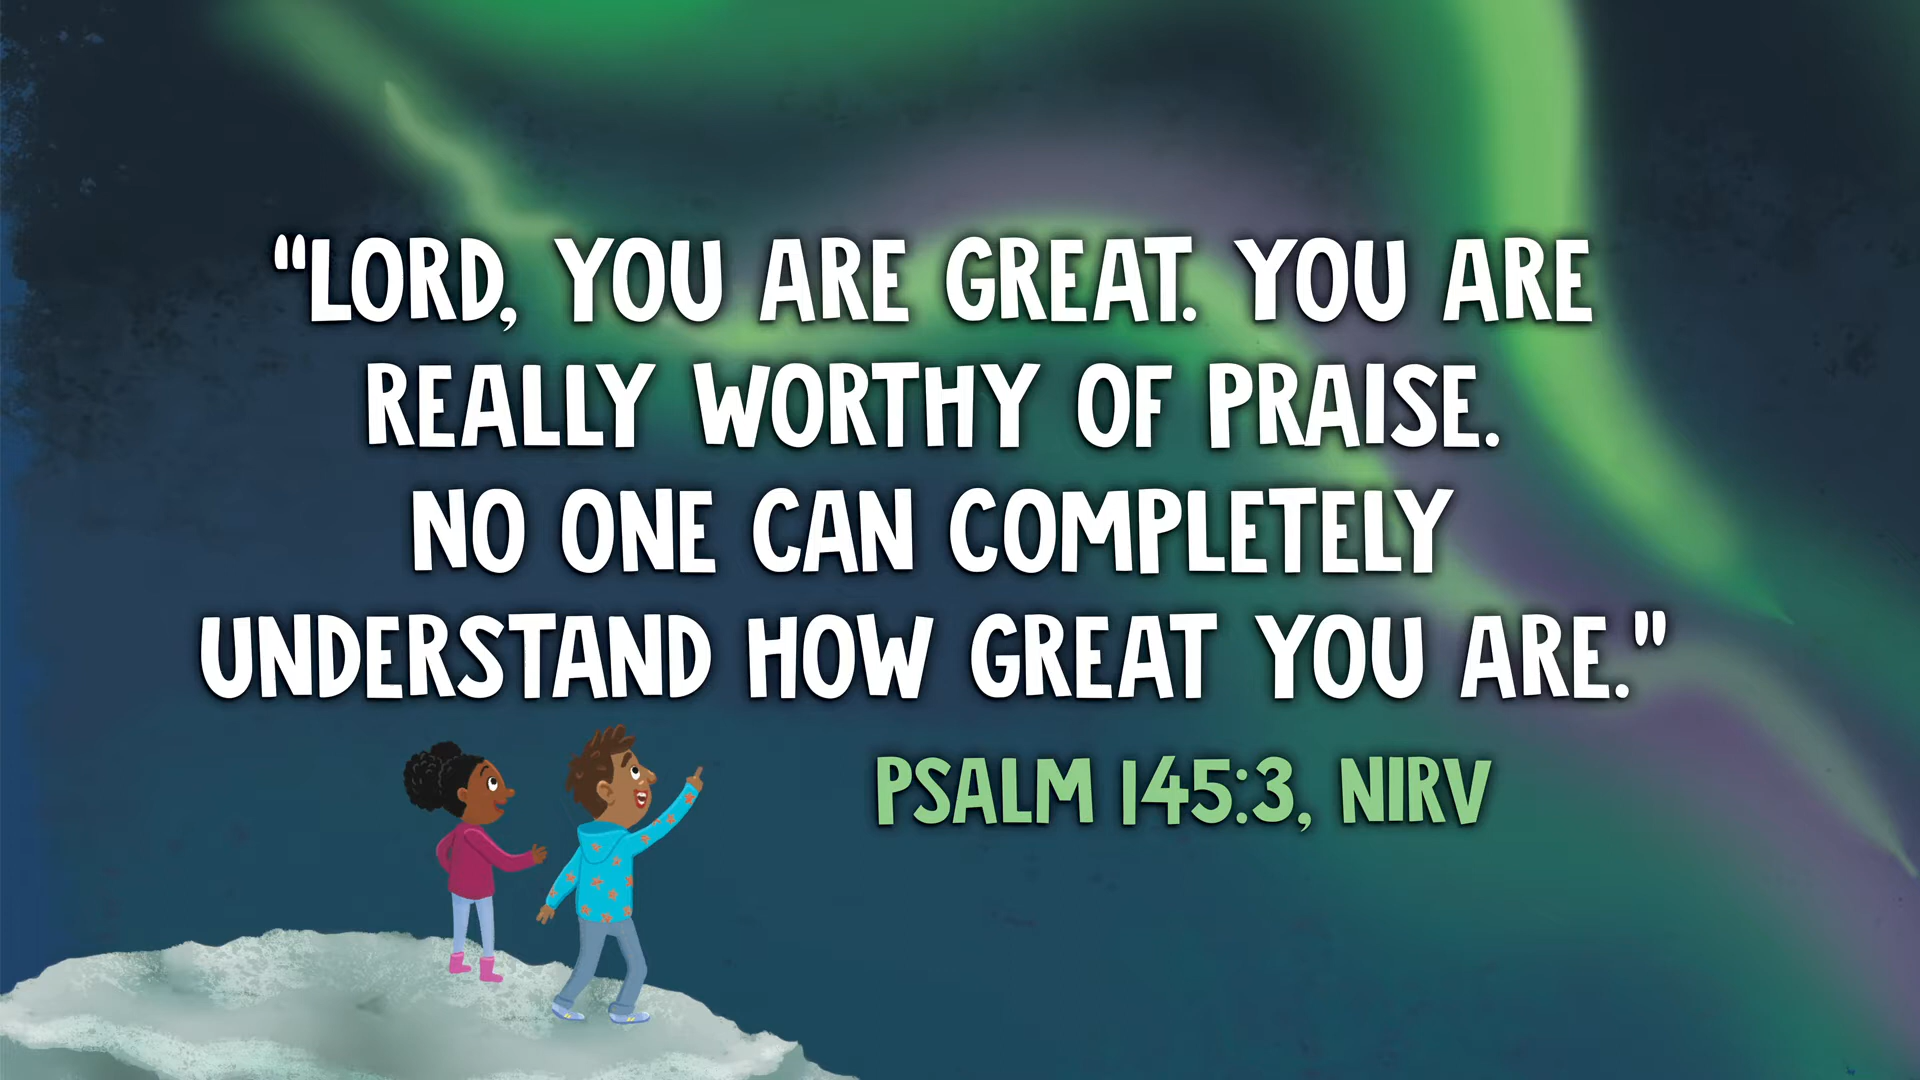 “LORD, YOU ARE GREAT. YOU ARE
REALLY WORTHY OF PRAISE.
NO ONE CAN COMPLETELY
UNDERSTAND HOW GREAT YOU ARE.”
PSALM 145:3, NIRV